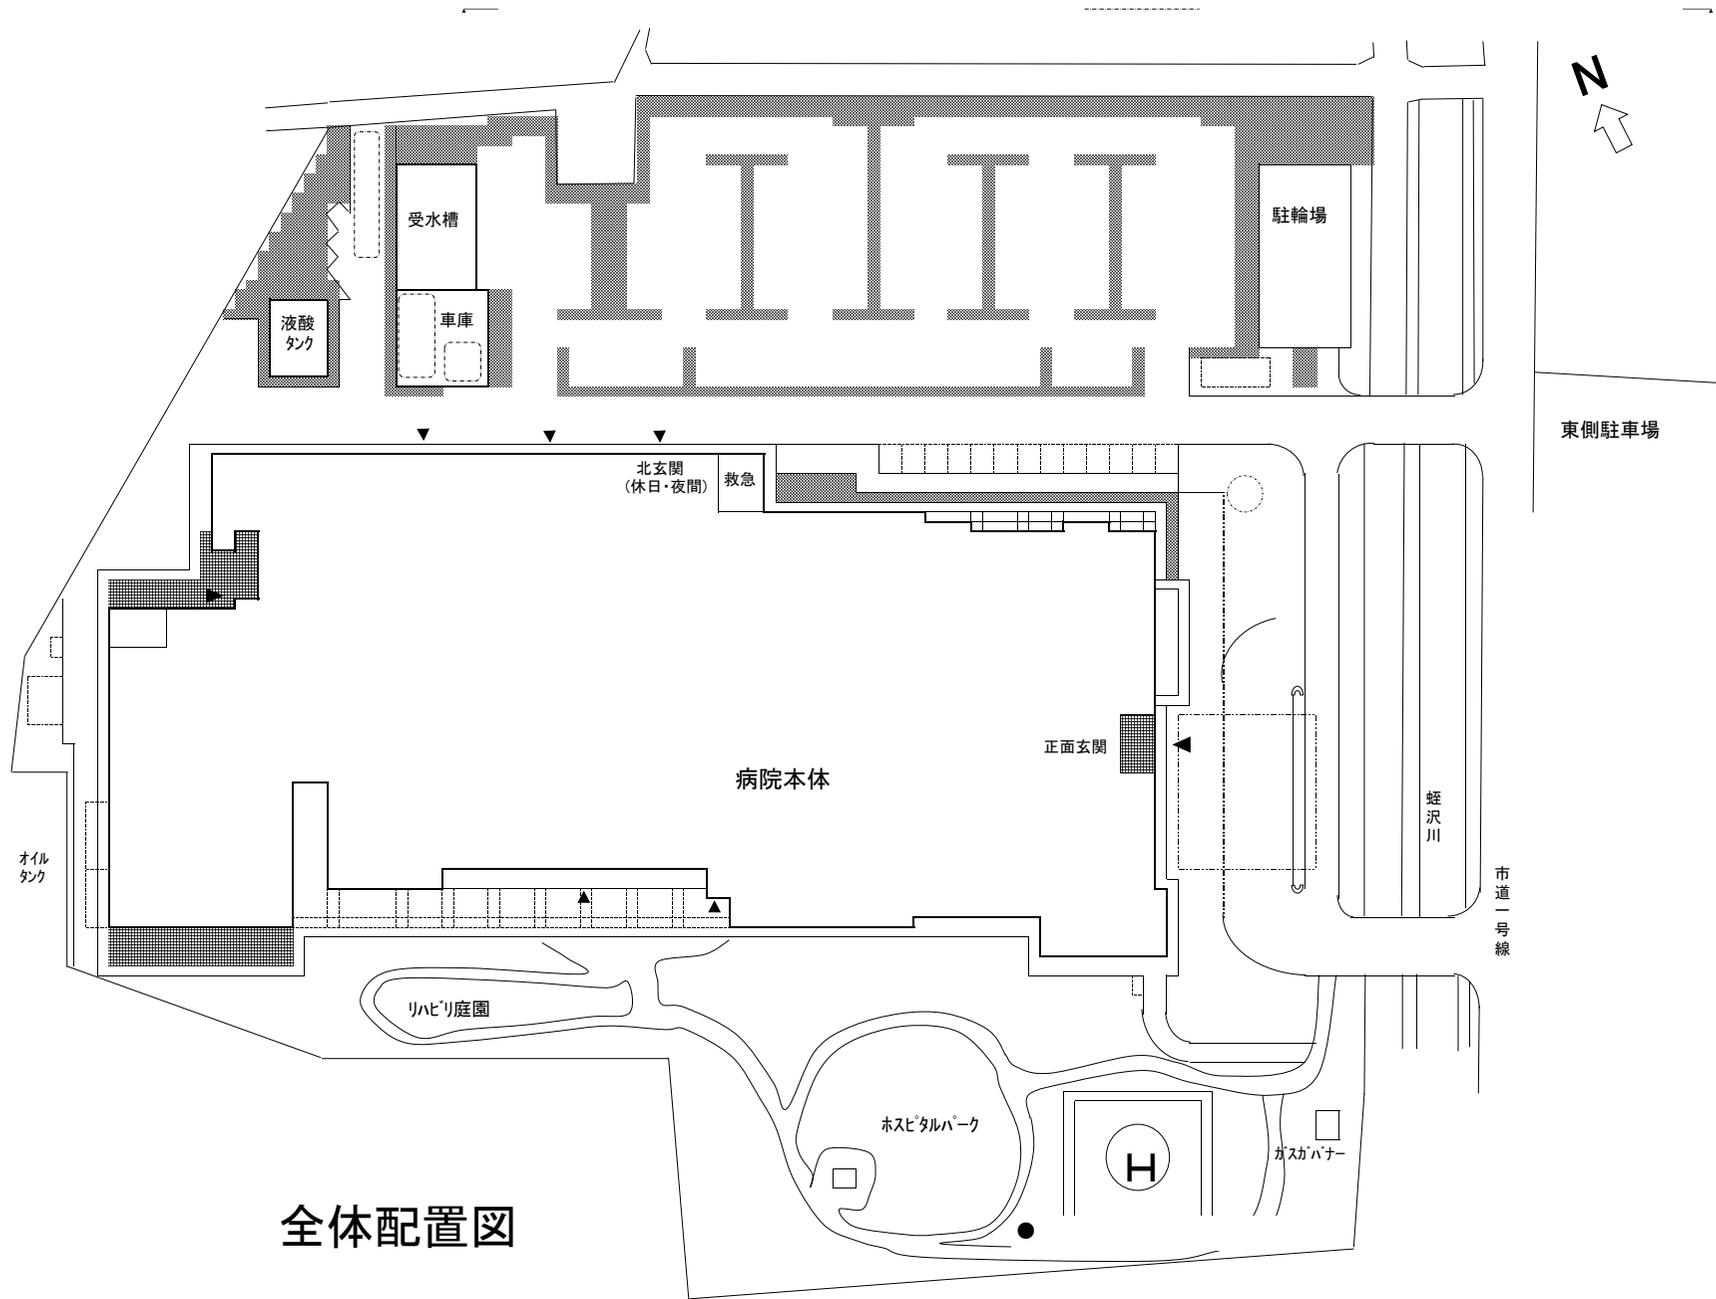 N
受水槽
駐輪場
液酸
ﾀﾝｸ
車庫
東側駐車場
北玄関
(休日・夜間)
救急
正面玄関
病院本体
蛭沢川
市道一号線
ｵｲﾙ
ﾀﾝｸ
ﾘﾊﾋﾞﾘ庭園
ﾎｽﾋﾟﾀﾙﾊﾟｰｸ
H
ｶﾞｽｶﾞﾊﾞﾅｰ
全体配置図